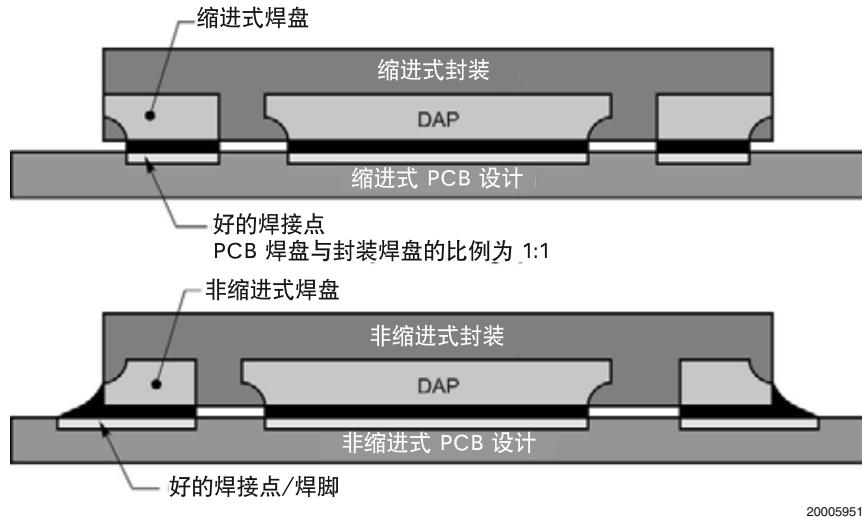 缩进式焊盘
缩进式封装
DAP
缩进式 PCB 设计
好的焊接点
PCB 焊盘与封装焊盘的比例为 1:1
非缩进式焊盘
非缩进式封装
DAP
非缩进式 PCB 设计
好的焊接点/焊脚
20005951